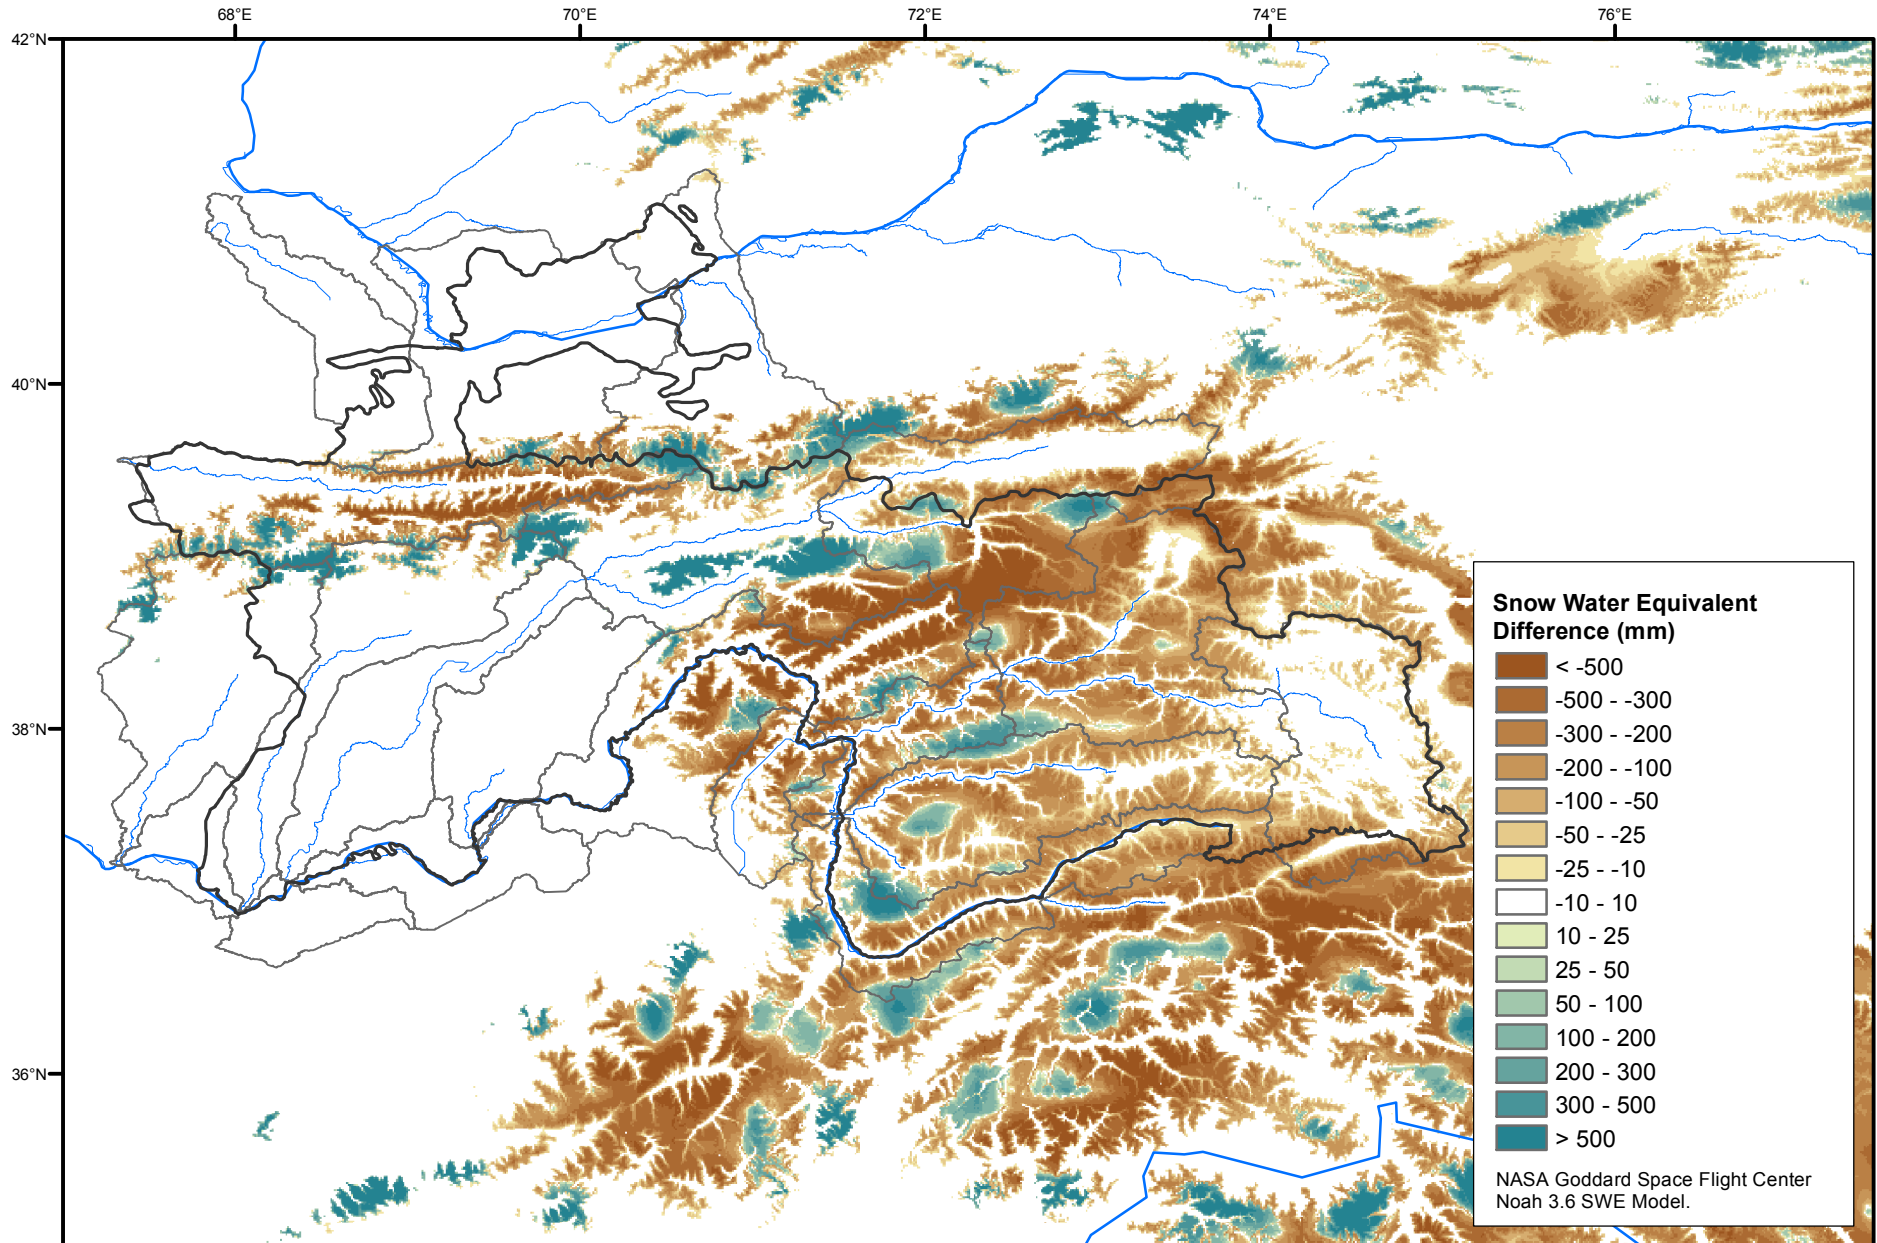 68°E
70°E
72°E
74°E
76°E
42°N
40°N
38°N
36°N
Snow Water Equivalent
Difference (mm)
< -500
-500 - -300
-300 - -200
-200 - -100
-100 - -50
-50 - -25
-25 - -10
-10 - 10
10 - 25
25 - 50
50 - 100
100 - 200
200 - 300
300 - 500
> 500
NASA Goddard Space Flight Center
Noah 3.6 SWE Model.